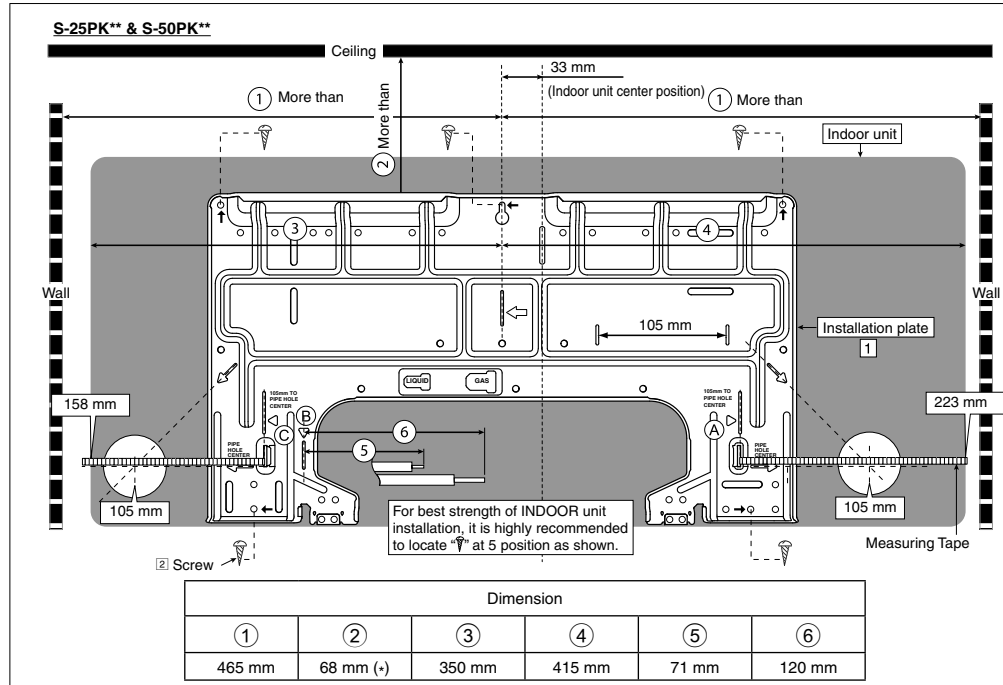 S-25PK** & S-50PK**
Ceiling
33 mm
(Indoor unit center position)
① More than
② More than
① More than
Indoor unit
③
④
Wall
Wall
105 mm
Installation plate
1
LIQUID
GAS
105mm TO
PIPE HOLE
CENTER
105mm TO
PIPE HOLE
CENTER
158 mm
223 mm
Ⓑ
Ⓒ
Ⓐ
⑥
⑤
PIPE
HOLE
CENTER
PIPE
HOLE
CENTER
105 mm
105 mm
For best strength of INDOOR unit
installation, it is highly recommended
to locate “ ” at 5 position as shown.
Measuring Tape
2 Screw
Dimension
① ② ③ ④ ⑤ ⑥
465 mm 68 mm (*) 350 mm 415 mm 71 mm 120 mm